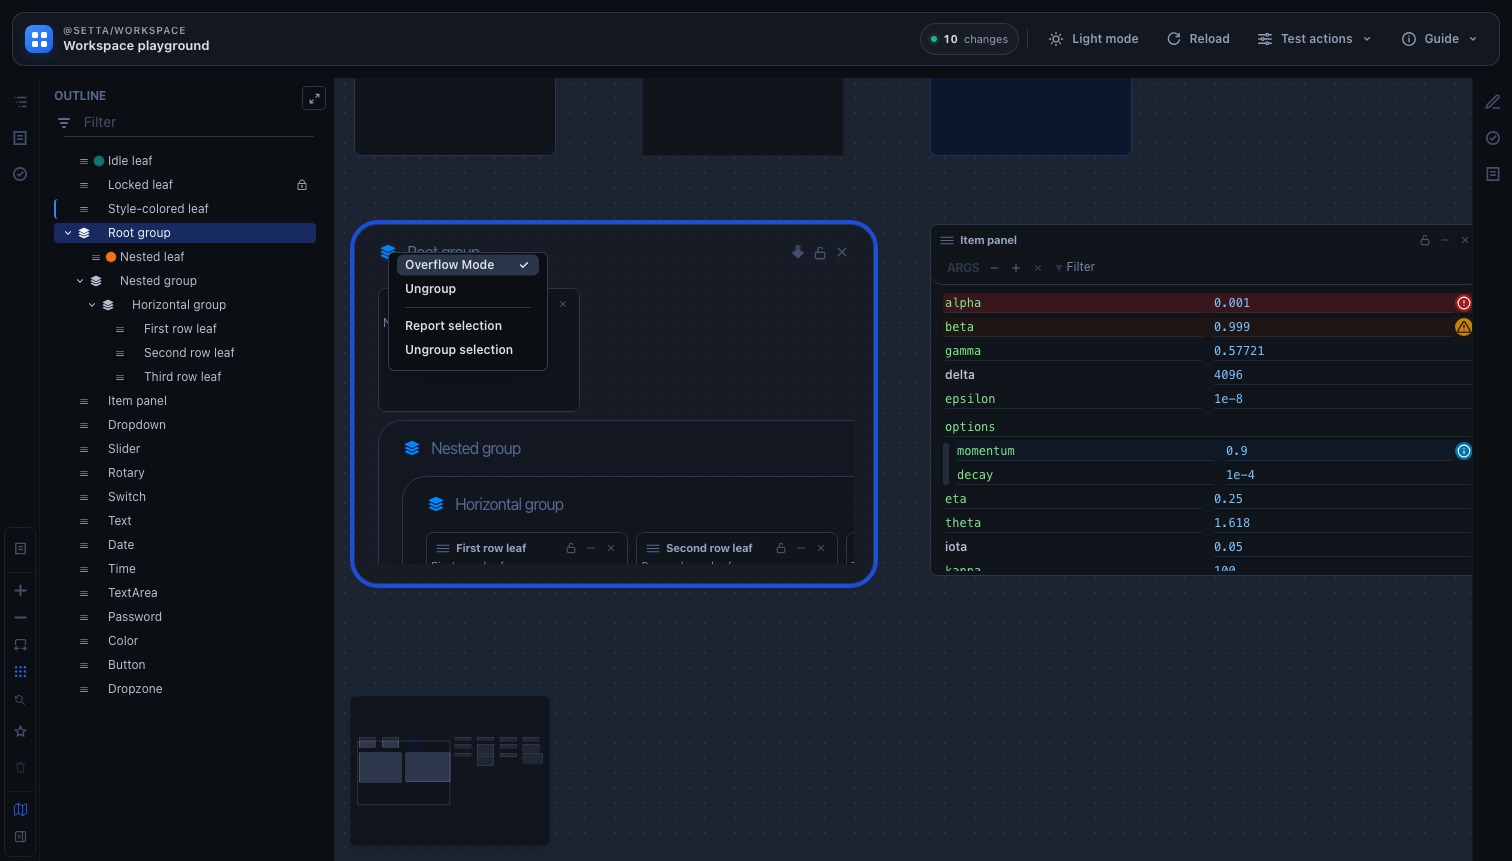 @SETTA/WORKSPACE
Workspace playground
10 changes
Light mode
Reload
Test actions
Guide
OUTLINE
Filter
Idle leaf
Locked leaf
Style-colored leaf
Root group
Nested leaf
Nested group
Horizontal group
First row leaf
Second row leaf
Third row leaf
Item panel
Dropdown
Slider
Rotary
Switch
Text
Date
Time
TextArea
Password
Color
Button
Dropzone
Root group
Overflow Mode
Ungroup
Report selection
Ungroup selection
Nested group
Horizontal group
First row leaf
Second row leaf
Item panel
ARGS
Filter
alpha 0.001
beta 0.999
gamma 0.57721
delta 4096
epsilon 1e-8
options
momentum 0.9
decay 1e-4
eta 0.25
theta 1.618
iota 0.05
kappa 100